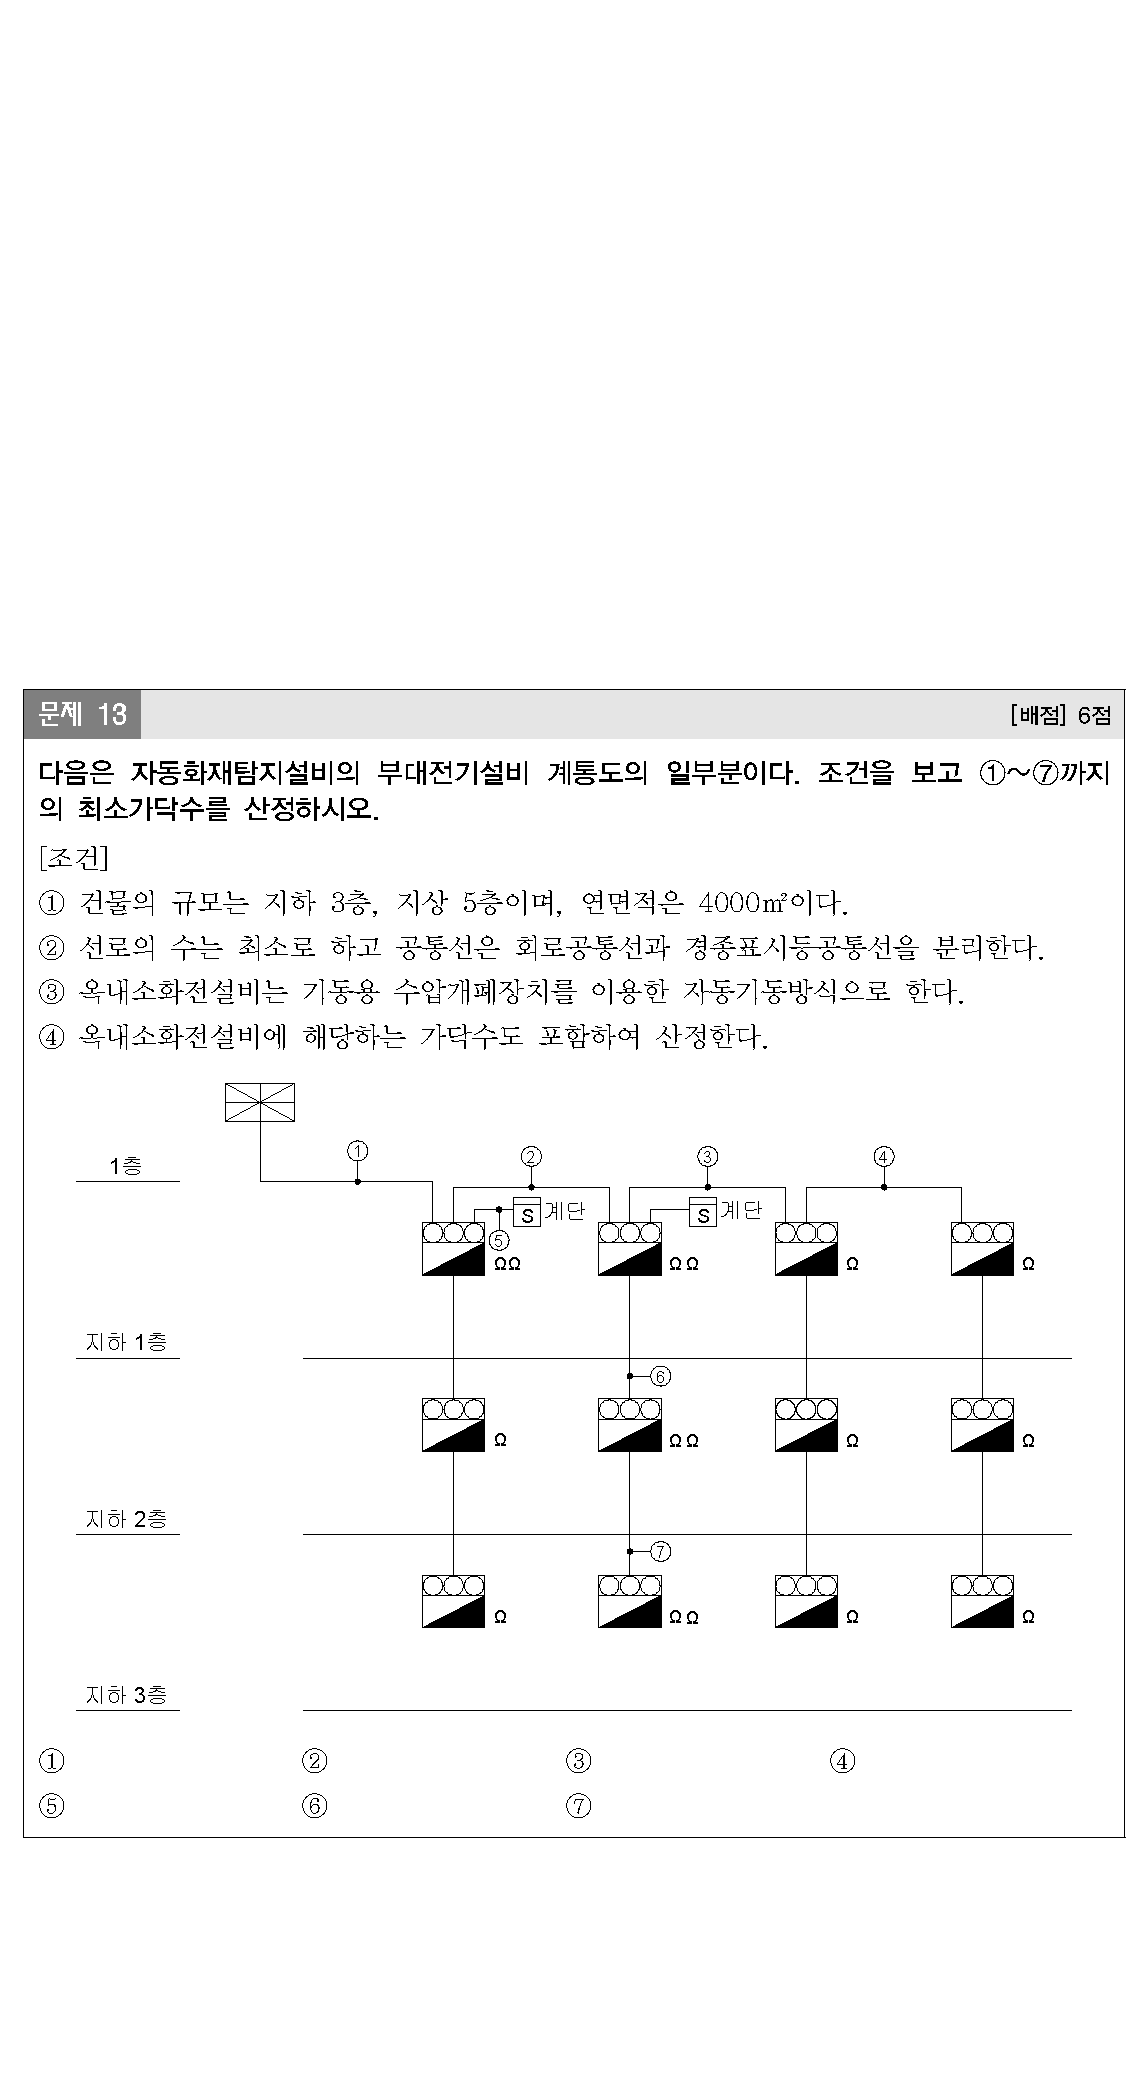 문제 13 [배점] 6점
다음은 자동화재탐지설비의 부대전기설비 계통도의 일부분이다. 조건을 보고 ①~⑦까지
의 최소가닥수를 산정하시오.
[조건]
① 건물의 규모는 지하 3층, 지상 5층이며, 연면적은 4000㎡이다.
② 선로의 수는 최소로 하고 공통선은 회로공통선과 경종표시등공통선을 분리한다.
③ 옥내소화전설비는 기동용 수압개폐장치를 이용한 자동기동방식으로 한다.
④ 옥내소화전설비에 해당하는 가닥수도 포함하여 산정한다.
① ② ③ ④
1층
S 계단 S 계단
⑤
Ω Ω Ω Ω Ω Ω
지하 1층
⑥
Ω Ω Ω Ω Ω
지하 2층
⑦
Ω Ω Ω Ω Ω
지하 3층
① ② ③ ④
⑤ ⑥ ⑦